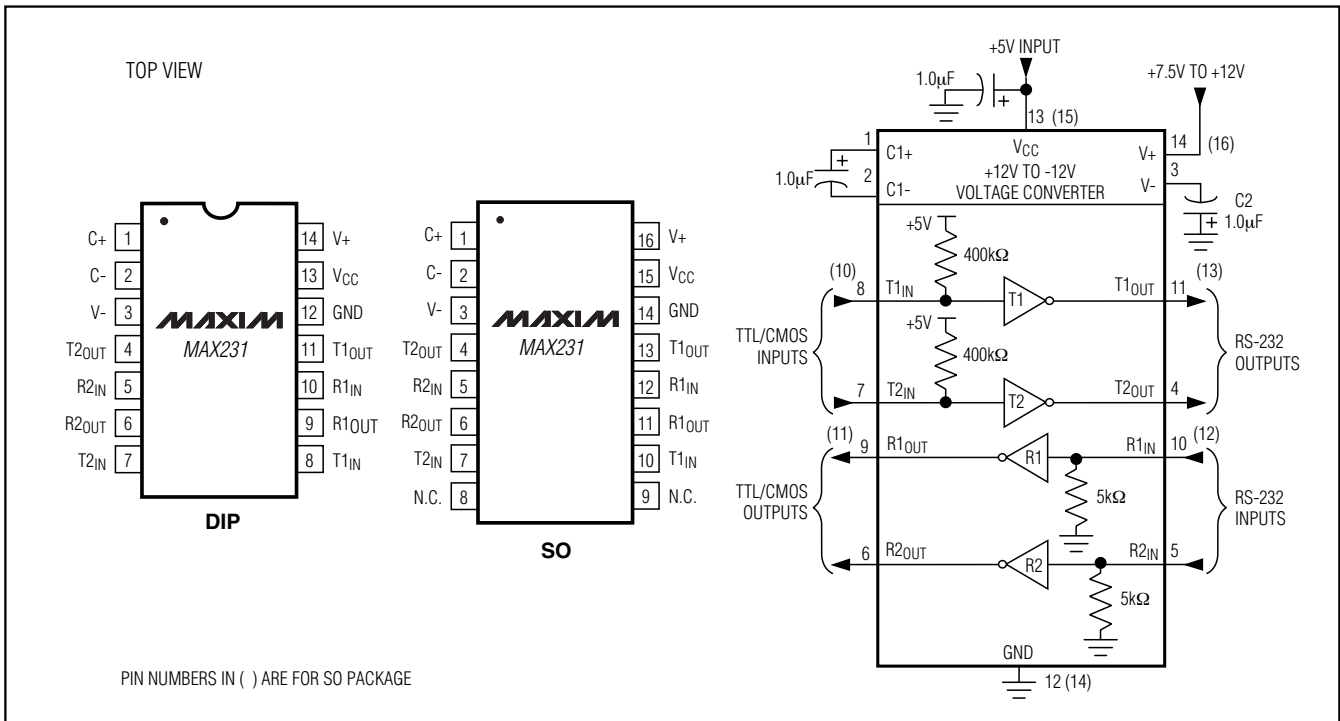 TOP VIEW
DIP
C+ 1
C- 2
V- 3
T2OUT 4
R2IN 5
R2OUT 6
T2IN 7
14 V+
13 VCC
12 GND
11 T1OUT
10 R1IN
9 R1OUT
8 T1IN
MAXIM
MAX231
SO
C+ 1
C- 2
V- 3
T2OUT 4
R2IN 5
R2OUT 6
T2IN 7
N.C. 8
16 V+
15 VCC
14 GND
13 T1OUT
12 R1IN
11 R1OUT
10 T1IN
9 N.C.
MAXIM
MAX231
PIN NUMBERS IN ( ) ARE FOR SO PACKAGE
+5V INPUT
1.0μF
+
+7.5V TO +12V
13 (15)
VCC
+12V TO -12V
VOLTAGE CONVERTER
1 C1+
2 C1-
+
1.0μF
V+ 14 (16)
V- 3
C2
+ 1.0μF
+5V
400kΩ
(10)
8 T1IN
T1
T1OUT 11
(13)
TTL/CMOS
INPUTS
+5V
400kΩ
RS-232
OUTPUTS
7 T2IN
T2
T2OUT 4
(11)
9 R1OUT
R1
R1IN 10
(12)
TTL/CMOS
OUTPUTS
5kΩ
RS-232
INPUTS
6 R2OUT
R2
R2IN 5
5kΩ
GND
12 (14)